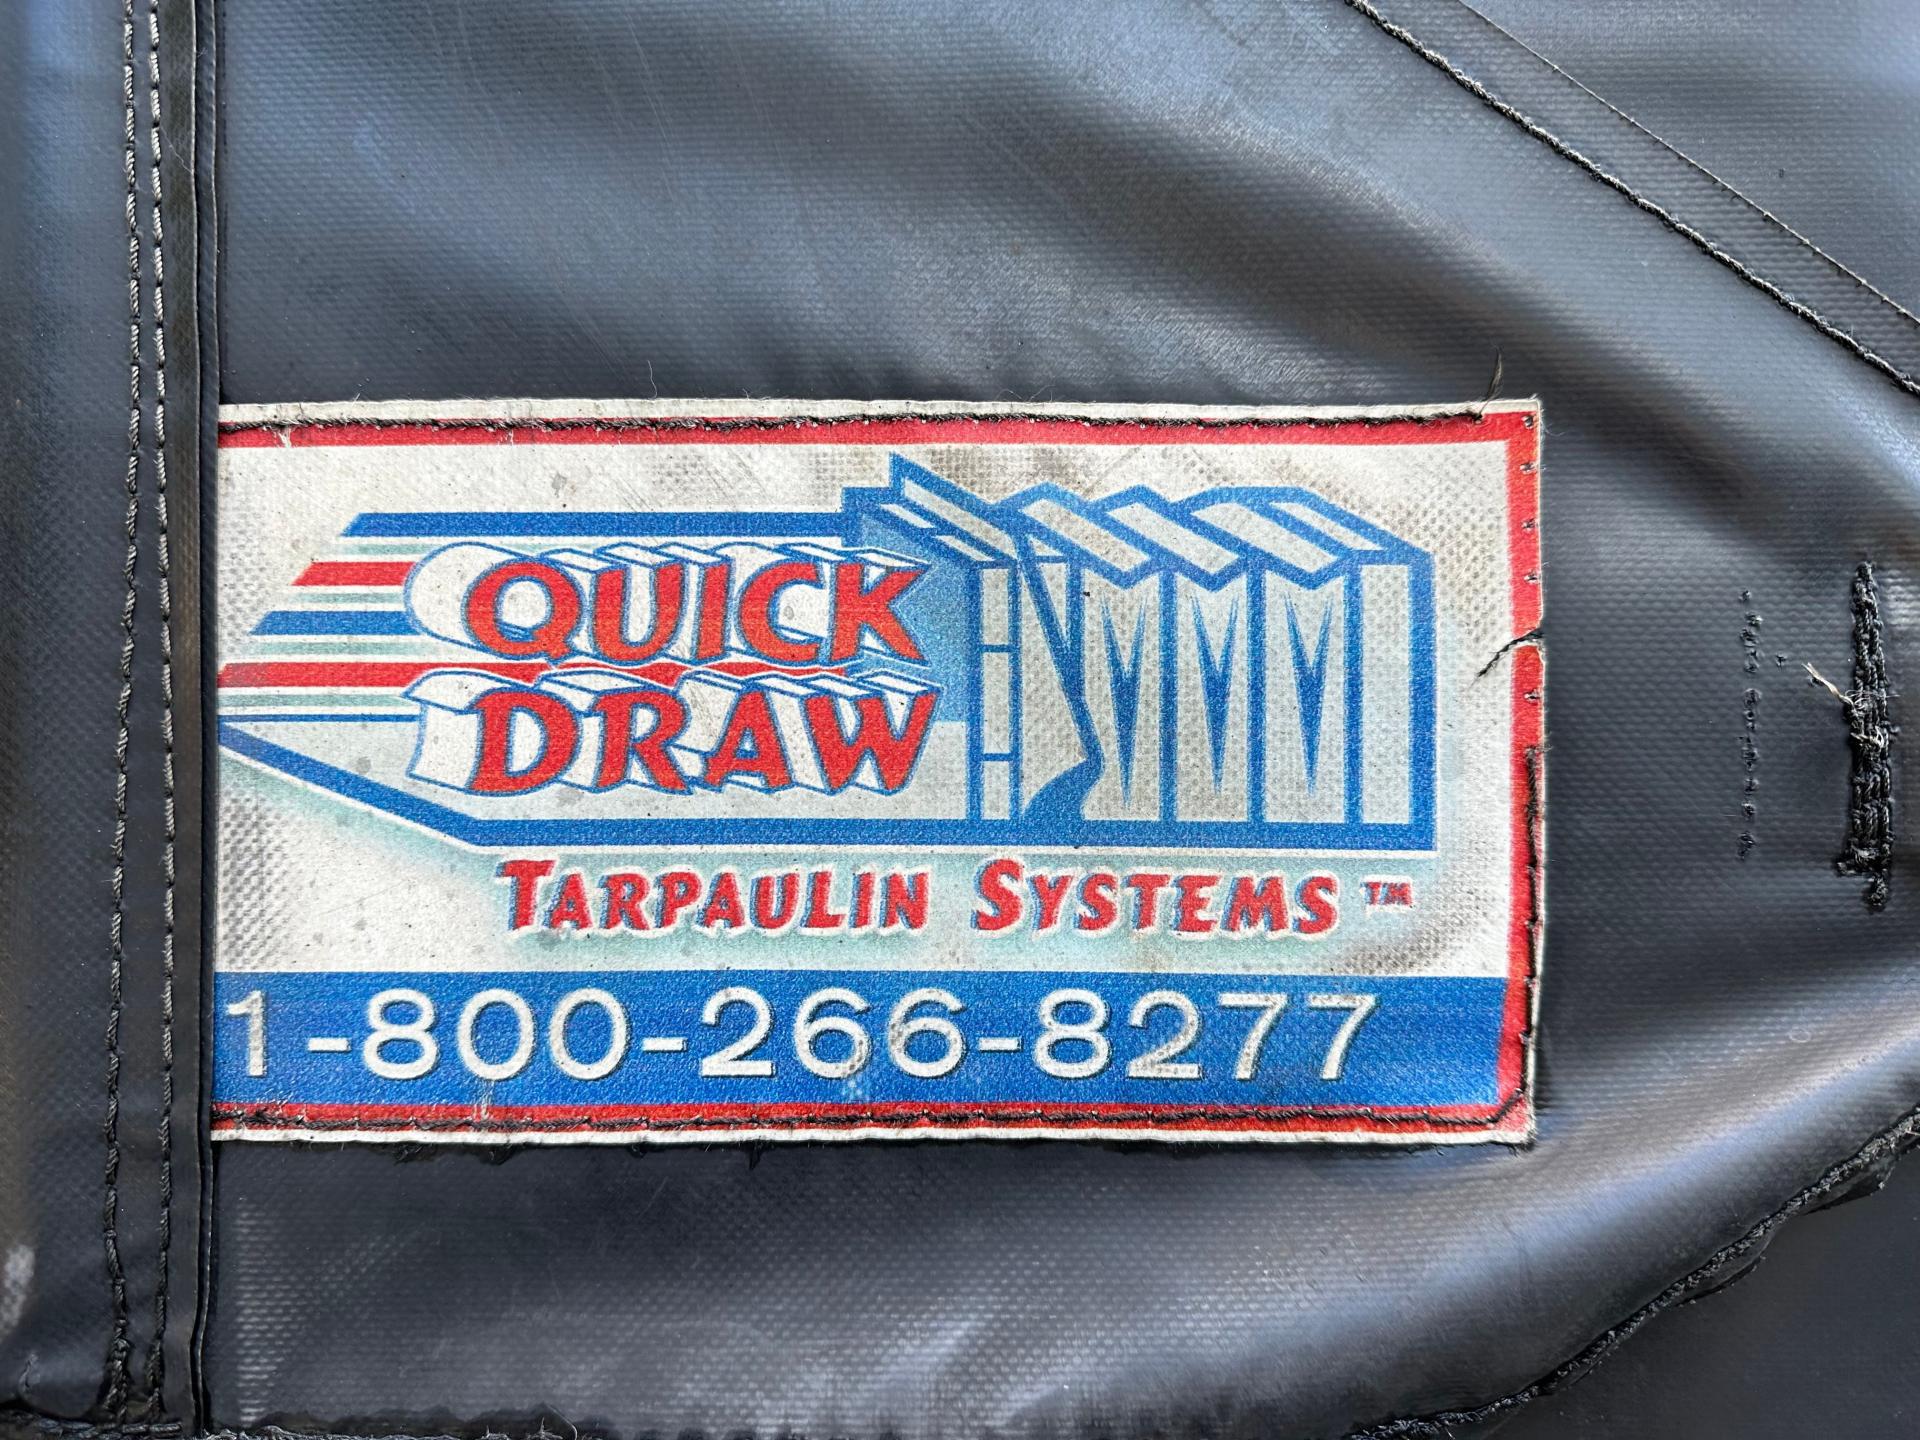 QUICK
DRAW
TARPAULIN SYSTEMS™
1-800-266-8277